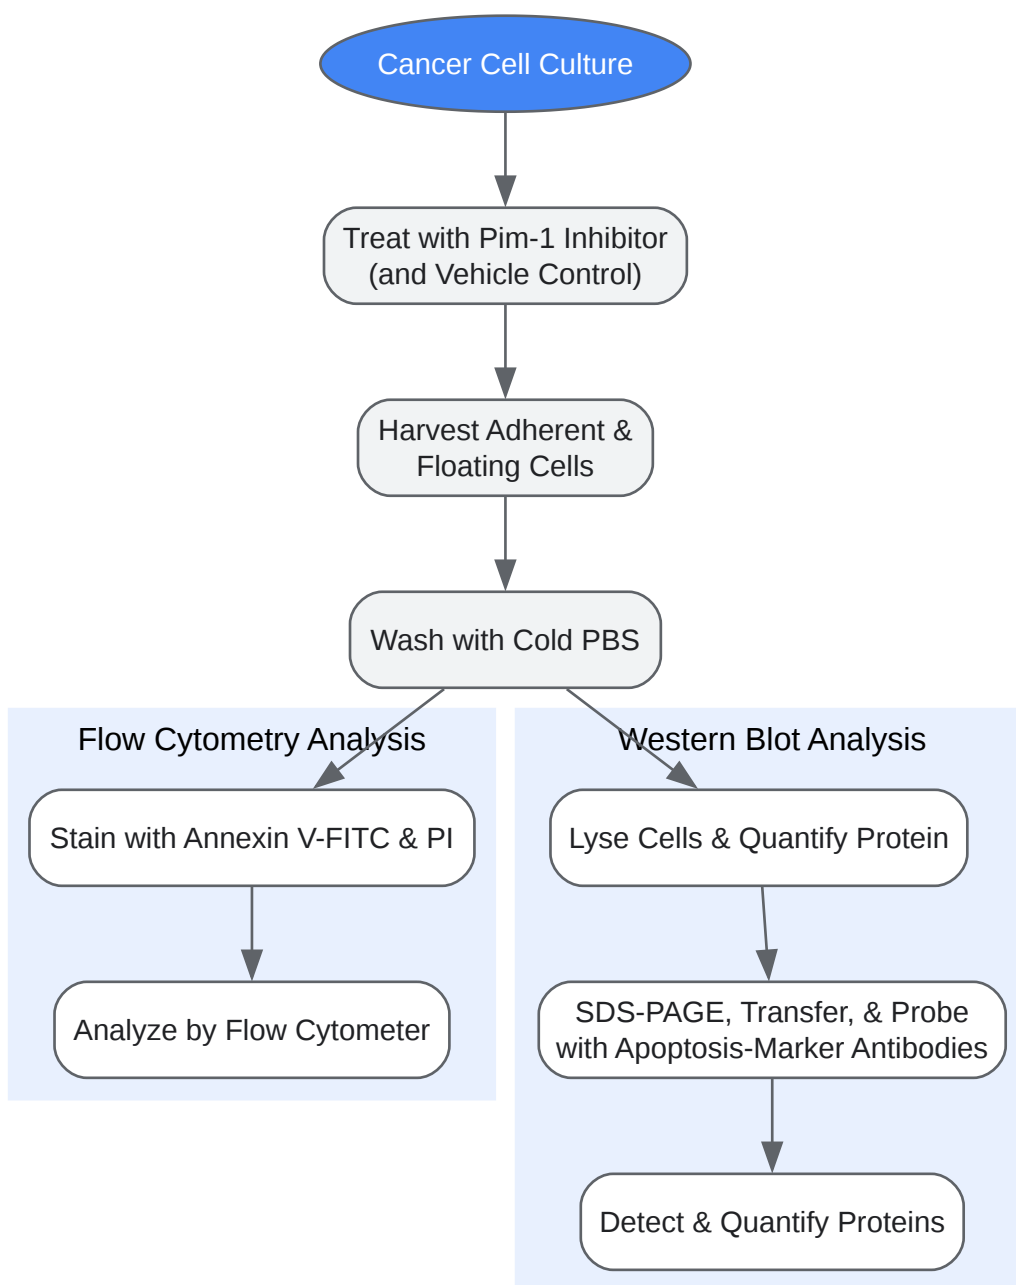 Cancer Cell Culture
Treat with Pim-1 Inhibitor
(and Vehicle Control)
Harvest Adherent &
Floating Cells
Wash with Cold PBS
Flow Cytometry Analysis
Stain with Annexin V-FITC & PI
Analyze by Flow Cytometer
Western Blot Analysis
Lyse Cells & Quantify Protein
SDS-PAGE, Transfer, & Probe
with Apoptosis-Marker Antibodies
Detect & Quantify Proteins